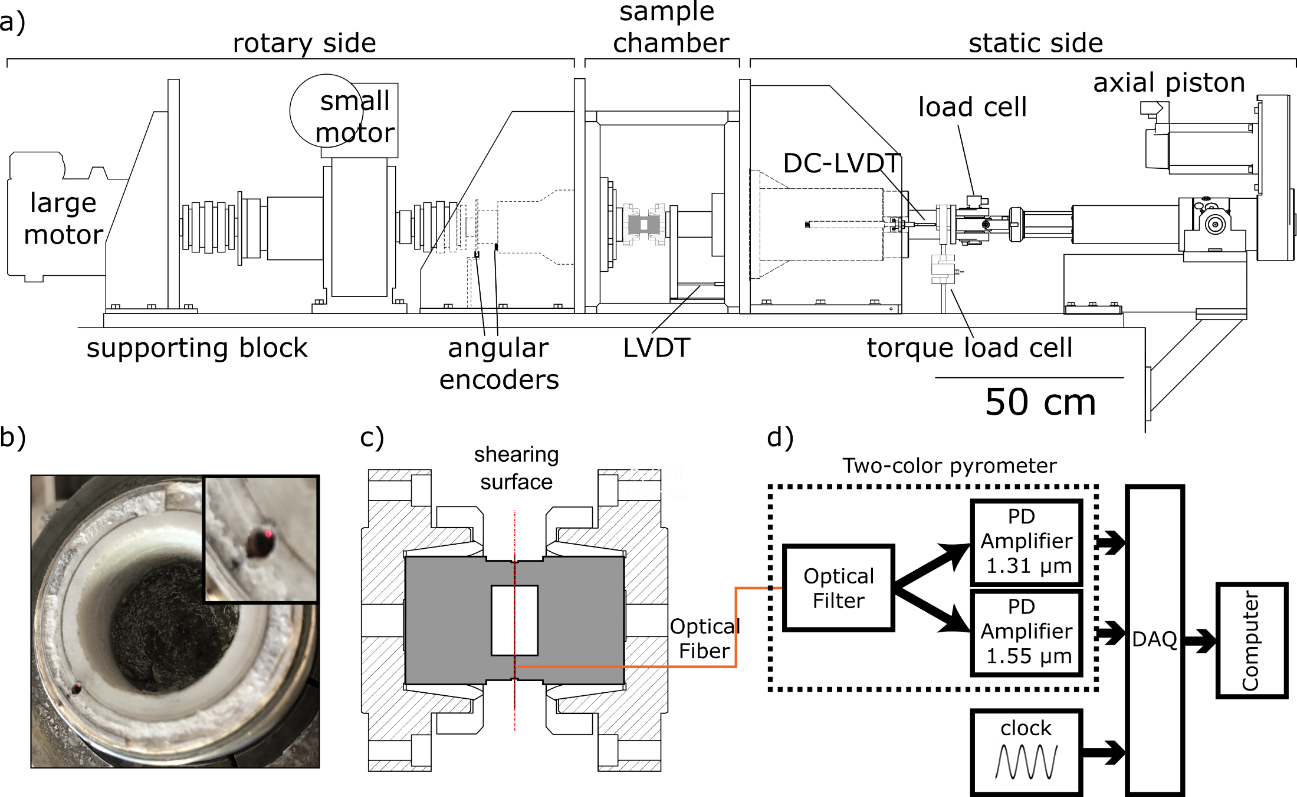 a)
rotary side
sample
chamber
static side
small
motor
large
motor
load cell
axial piston
DC-LVDT
supporting block
angular
encoders
LVDT
torque load cell
50 cm
b)
c)
shearing
surface
Optical
Fiber
d)
Two-color pyrometer
Optical
Filter
PD
Amplifier
1.31 µm
PD
Amplifier
1.55 µm
DAQ
Computer
clock